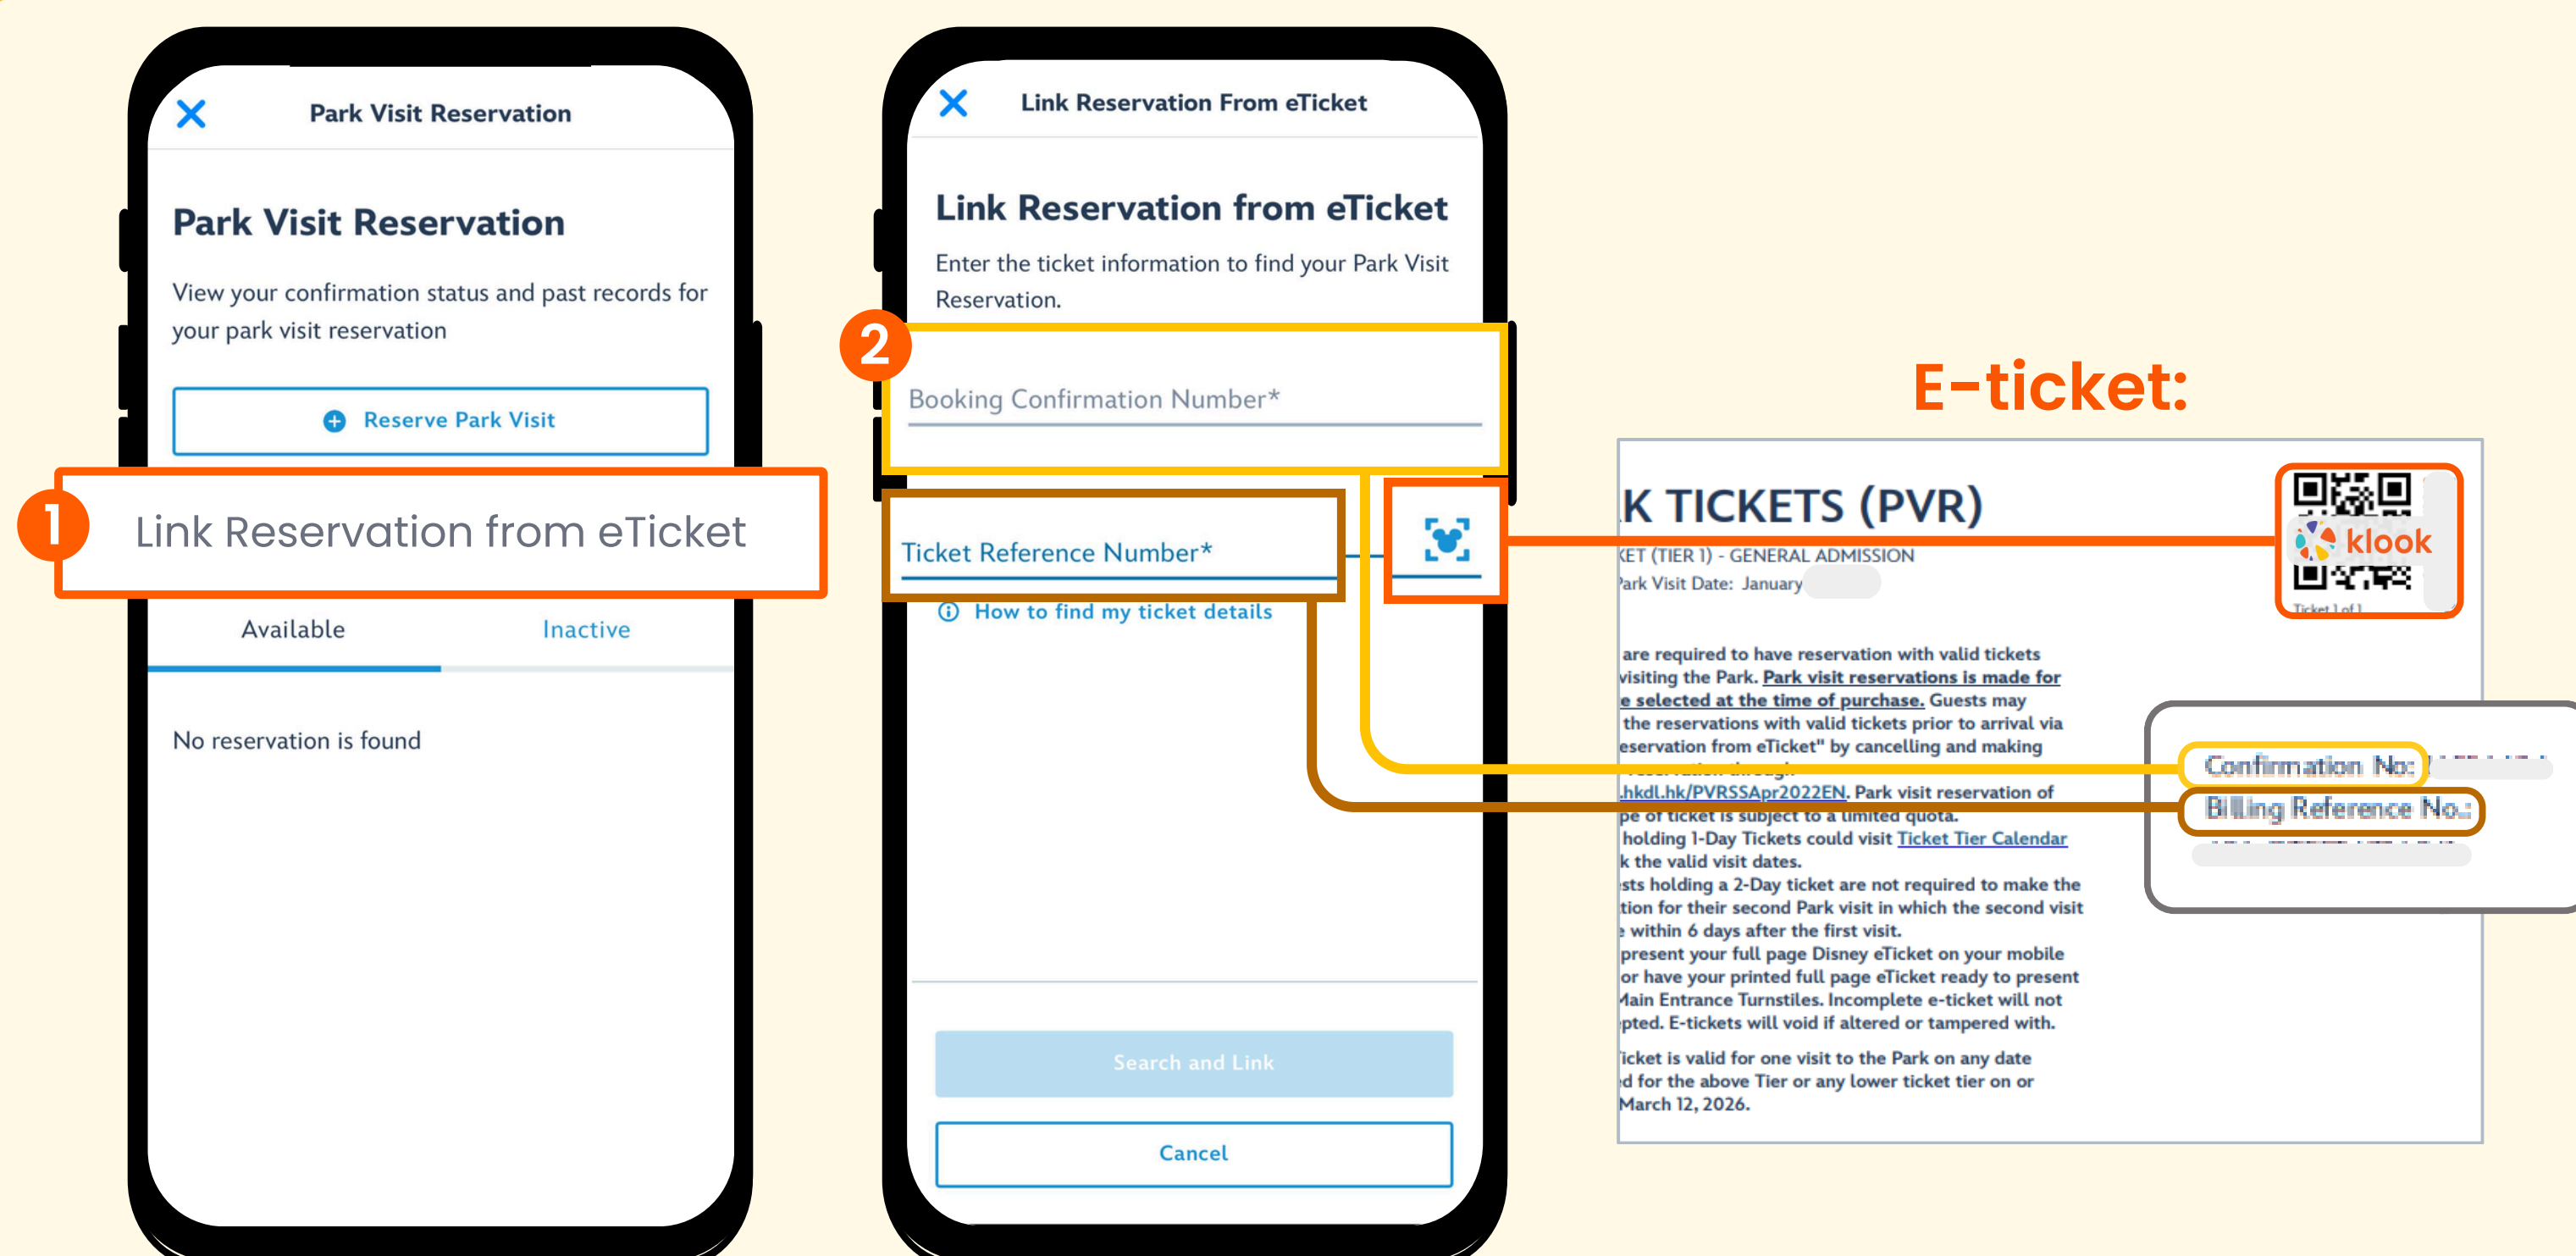 Park Visit Reservation
Park Visit Reservation
View your confirmation status and past records for
your park visit reservation
Reserve Park Visit
1
Link Reservation from eTicket
Available Inactive
No reservation is found
Link Reservation From eTicket
Link Reservation from eTicket
Enter the ticket information to find your Park Visit
Reservation.
2
Booking Confirmation Number*
Ticket Reference Number*
How to find my ticket details
Search and Link
Cancel
E-ticket:
K TICKETS (PVR)
KET (TIER 1) - GENERAL ADMISSION
Park Visit Date: January
klook
Ticket 1 of 1
are required to have reservation with valid tickets
visiting the Park. Park visit reservations is made for
e selected at the time of purchase. Guests may
the reservations with valid tickets prior to arrival via
eservation from eTicket" by cancelling and making
reservation through
.hkdl.hk/PVRSSApr2022EN. Park visit reservation of
pe of ticket is subject to a limited quota.
holding 1-Day Tickets could visit Ticket Tier Calendar
k the valid visit dates.
sts holding a 2-Day ticket are not required to make the
tion for their second Park visit in which the second visit
e within 6 days after the first visit.
present your full page Disney eTicket on your mobile
or have your printed full page eTicket ready to present
Main Entrance Turnstiles. Incomplete e-ticket will not
pted. E-tickets will void if altered or tampered with.
icket is valid for one visit to the Park on any date
d for the above Tier or any lower ticket tier on or
March 12, 2026.
Confirmation No:
Billing Reference No.: